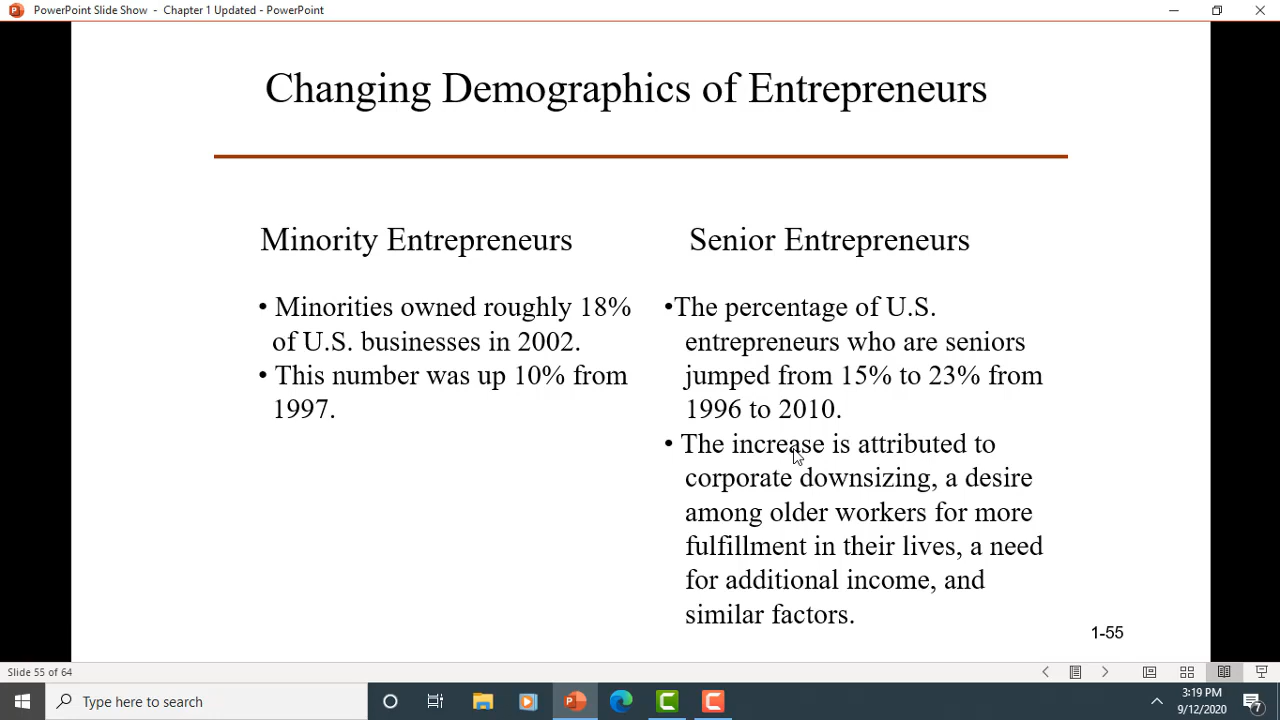 PowerPoint Slide Show - Chapter 1 Updated - PowerPoint
Changing Demographics of Entrepreneurs
Minority Entrepreneurs
• Minorities owned roughly 18%
of U.S. businesses in 2002.
• This number was up 10% from
1997.
Senior Entrepreneurs
•The percentage of U.S.
entrepreneurs who are seniors
jumped from 15% to 23% from
1996 to 2010.
• The increase is attributed to
corporate downsizing, a desire
among older workers for more
fulfillment in their lives, a need
for additional income, and
similar factors.
1-55
Slide 55 of 64
Type here to search
3:19 PM
9/12/2020
7